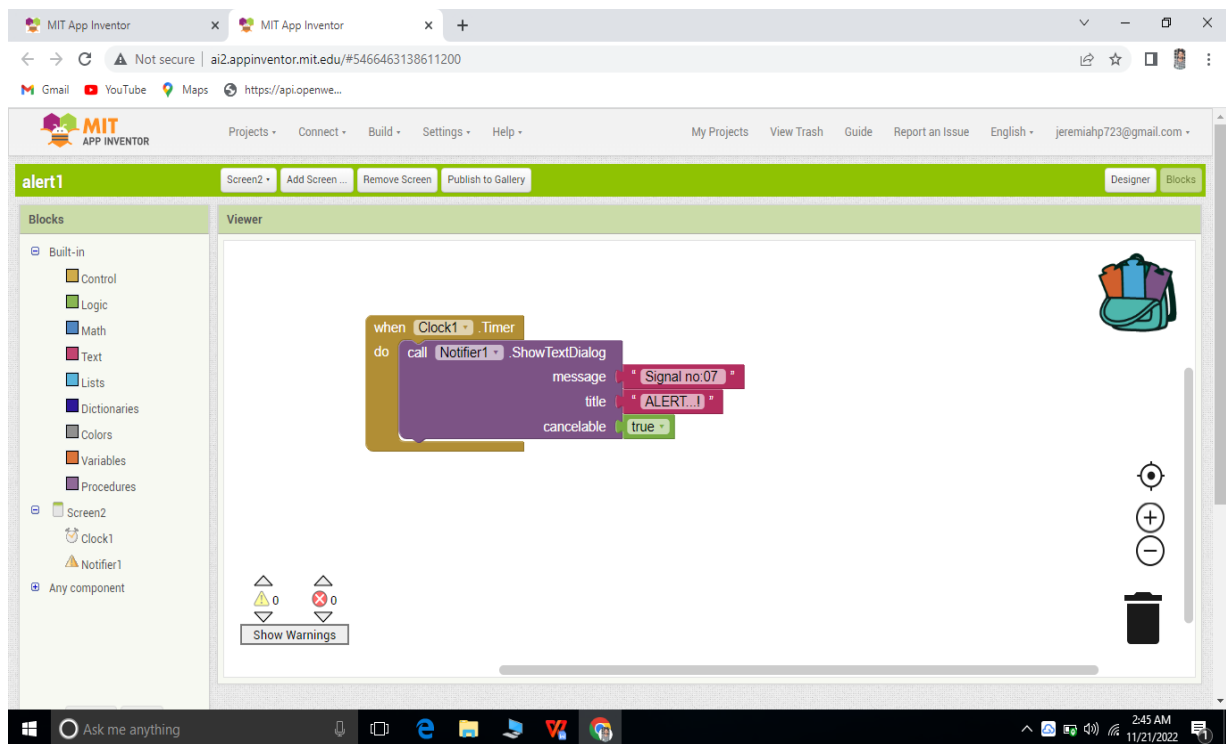 MIT App Inventor
MIT App Inventor
Not secure ai2.appinventor.mit.edu/#5466463138611200
Gmail YouTube Maps https://api.openwe...
MIT
APP INVENTOR
Projects Connect Build Settings Help My Projects View Trash Guide Report an Issue English jeremiahp723@gmail.com
alert1 Screen2 Add Screen ... Remove Screen Publish to Gallery Designer Blocks
Blocks Viewer
Built-in
Control
Logic
Math
Text
Lists
Dictionaries
Colors
Variables
Procedures
Screen2
Clock1
Notifier1
Any component
when Clock1 .Timer
do call Notifier1 .ShowTextDialog
message " Signal no:07 "
title " ALERT...! "
cancelable true
0 0
Show Warnings
Ask me anything
2:45 AM
11/21/2022